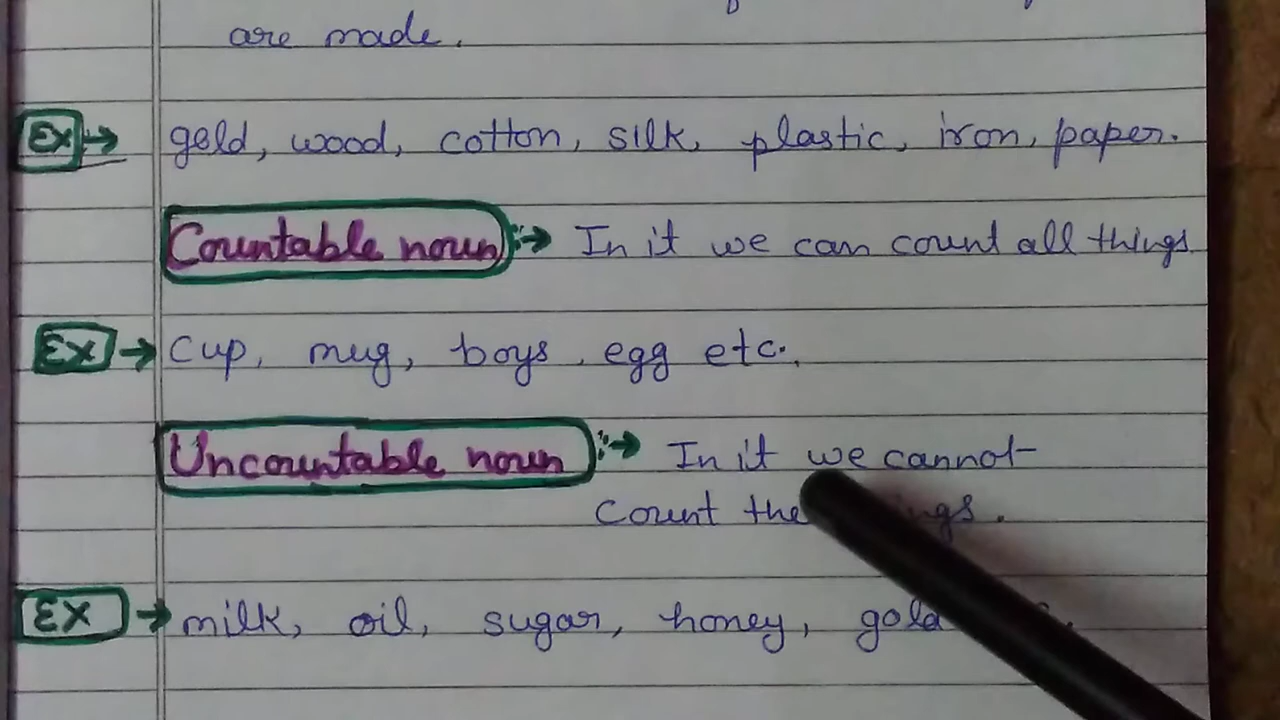 are made.
Ex gold, wood, cotton, silk, plastic, iron, paper.
Countable noun In it we can count all things
Ex cup, mug, boys, egg etc.
Uncountable noun In it we cannot
Count the
Ex milk, oil, sugar, honey, gold